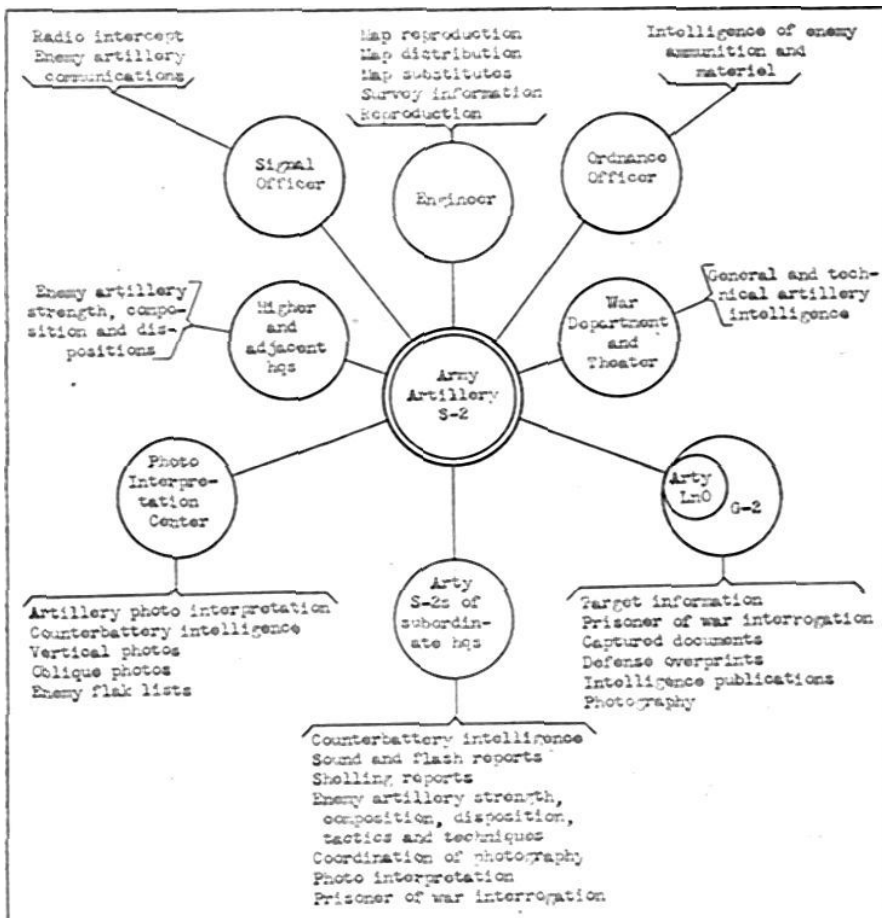 Radio intercept
Enemy artillery
communications
Map reproduction
Map distribution
Map substitutes
Survey information
Reproduction
Intelligence of enemy
ammunition and
materiel
Signal
Officer
Engineer
Ordnance
Officer
Enemy artillery
strength, compo-
sition and dis-
positions
Higher
and
adjacent
hqs
War
Department
and
Theater
General and tech-
nical artillery
intelligence
Army
Artillery
S-2
Photo
Interpre-
tation
Center
Arty
LnO
G-2
Arty
S-2s of
subordin-
ate hqs
Artillery photo interpretation
Counterbattery intelligence
Vertical photos
Oblique photos
Enemy flak lists
Target information
Prisoner of war interrogation
Captured documents
Defense overprints
Intelligence publications
Photography
Counterbattery intelligence
Sound and flash reports
Shelling reports
Enemy artillery strength,
composition, disposition,
tactics and techniques
Coordination of photography
Photo interpretation
Prisoner of war interrogation